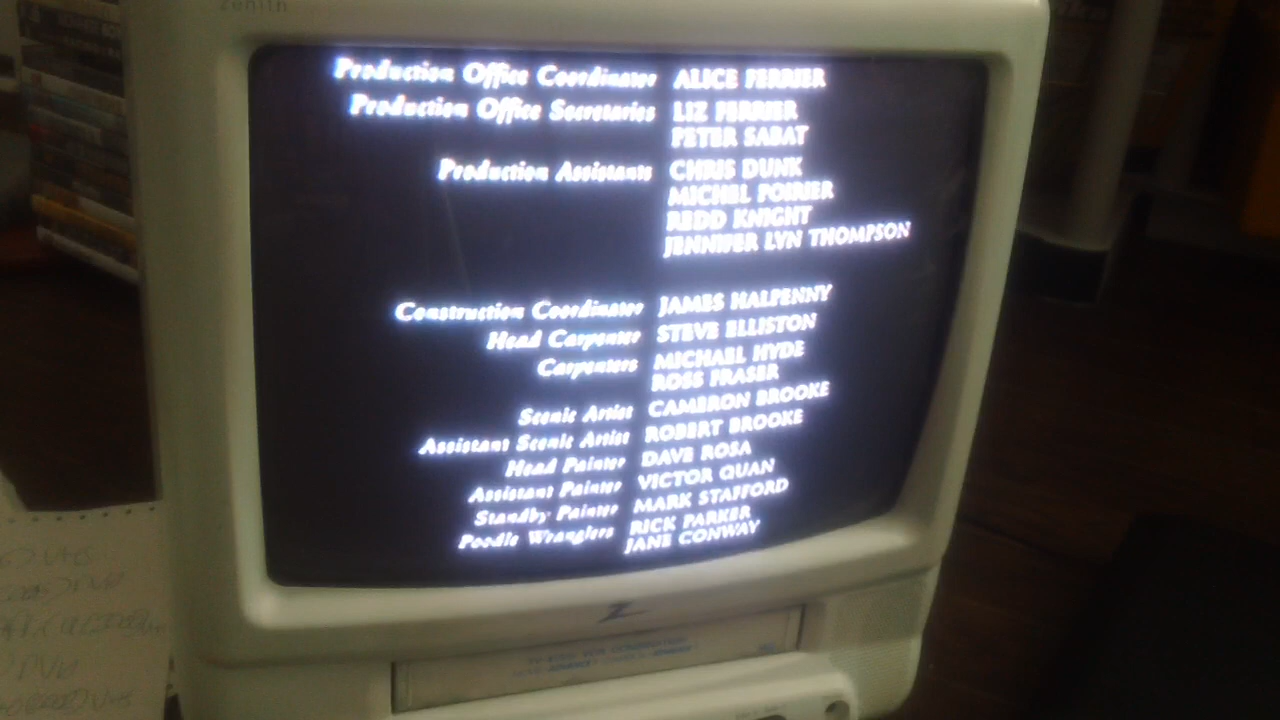 zenith
Production Office Coordinator ALICE FERRIER
Production Office Secretaries LIZ FERRIER
PETER SABAT
Production Assistants CHRIS DUNK
MICHEL POIRIER
REDD KNIGHT
JENNIFER LYN THOMPSON
Construction Coordinator JAMES HALPENNY
Head Carpenter STEVE ELLISTON
Carpenters MICHAEL HYDE
ROSS FRASER
Scenic Artist CAMERON BROOKE
Assistant Scenic Artist ROBERT BROOKE
Head Painter DAVE ROSA
Assistant Painter VICTOR QUAN
Standby Painter MARK STAFFORD
Poodle Wranglers RICK PARKER
JANE CONWAY
Z